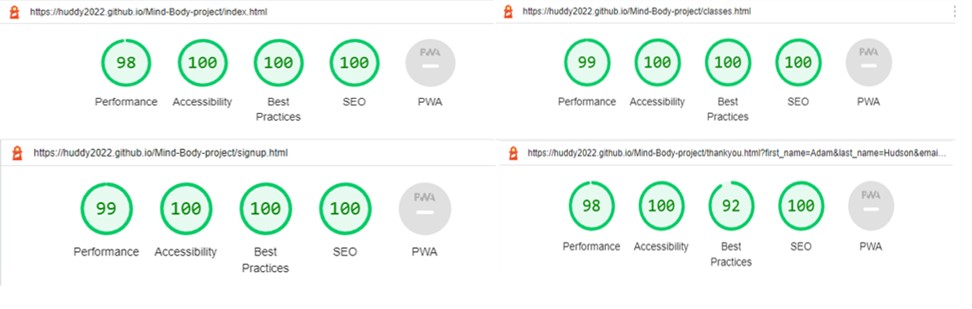 https://huddy2022.github.io/Mind-Body-project/index.html
98 100 100 100 PWA
Performance Accessibility Best Practices SEO PWA
https://huddy2022.github.io/Mind-Body-project/classes.html
99 100 100 100 PWA
Performance Accessibility Best Practices SEO PWA
https://huddy2022.github.io/Mind-Body-project/signup.html
99 100 100 100 PWA
Performance Accessibility Best Practices SEO PWA
https://huddy2022.github.io/Mind-Body-project/thankyou.html?first_name=Adam&last_name=Hudson&emai...
98 100 92 100 PWA
Performance Accessibility Best Practices SEO PWA